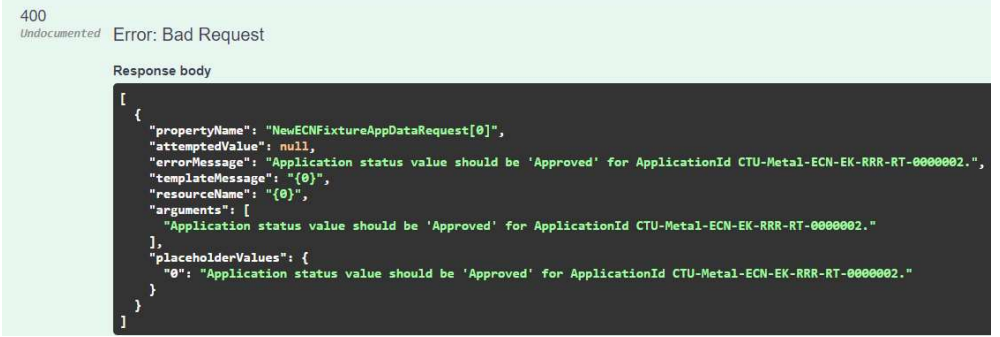 400
Undocumented Error: Bad Request
Response body
[
  {
    "propertyName": "NewECNFixtureAppDataRequest[0]",
    "attemptedValue": null,
    "errorMessage": "Application status value should be 'Approved' for ApplicationId CTU-Metal-ECN-EK-RRR-RT-0000002.",
    "templateMessage": "{0}",
    "resourceName": "{0}",
    "arguments": [
      "Application status value should be 'Approved' for ApplicationId CTU-Metal-ECN-EK-RRR-RT-0000002."
    ],
    "placeholderValues": {
      "0": "Application status value should be 'Approved' for ApplicationId CTU-Metal-ECN-EK-RRR-RT-0000002."
    }
  }
]